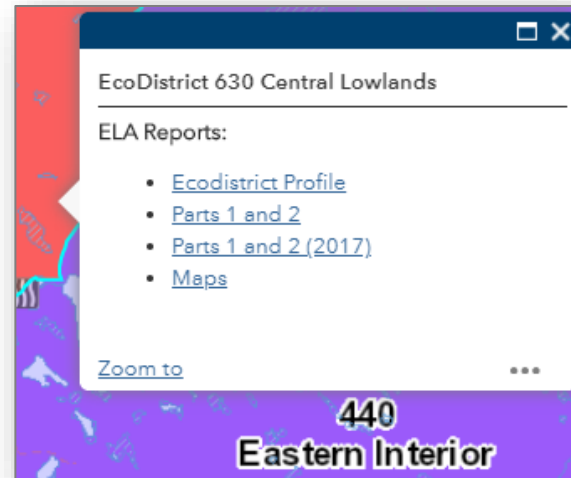 EcoDistrict 630 Central Lowlands
ELA Reports:
• Ecodistrict Profile
• Parts 1 and 2
• Parts 1 and 2 (2017)
• Maps
Zoom to
440
Eastern Interior